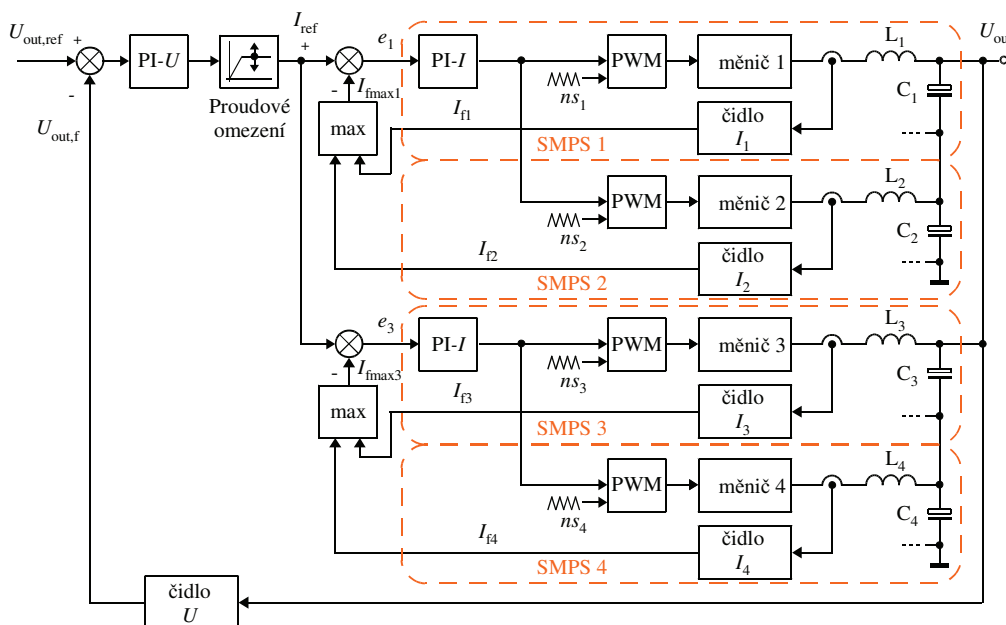 U_out,ref
+
-
U_out,f
PI-U
Proudové
omezení
I_ref
+
-
I_fmax1
max
e_1
PI-I
I_f1
ns_1
PWM
měnič 1
čidlo
I_1
SMPS 1
L_1
C_1
U_ou
I_f2
ns_2
PWM
měnič 2
čidlo
I_2
SMPS 2
L_2
C_2
-
I_fmax3
max
e_3
PI-I
I_f3
ns_3
PWM
měnič 3
čidlo
I_3
SMPS 3
L_3
C_3
I_f4
ns_4
PWM
měnič 4
čidlo
I_4
SMPS 4
L_4
C_4
čidlo
U